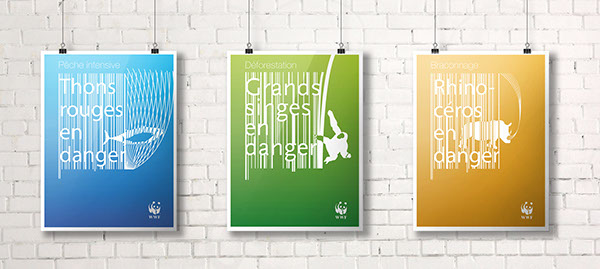 Pêche intensive
Thons
rouges
en
danger
WWF
Déforestation
Grands
singes
en
danger
WWF
Braconnage
Rhino-
céros
en
danger
WWF